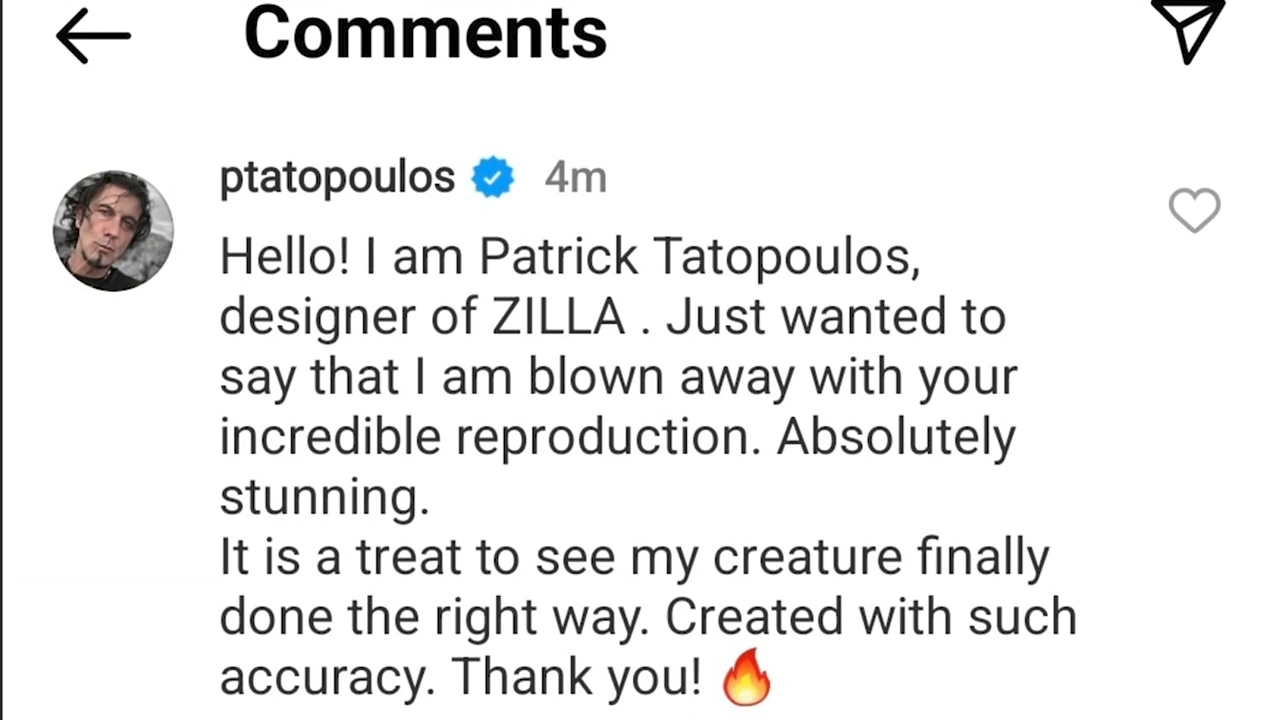 Comments
ptatopoulos 4m
Hello! I am Patrick Tatopoulos,
designer of ZILLA . Just wanted to
say that I am blown away with your
incredible reproduction. Absolutely
stunning.
It is a treat to see my creature finally
done the right way. Created with such
accuracy. Thank you! 🔥